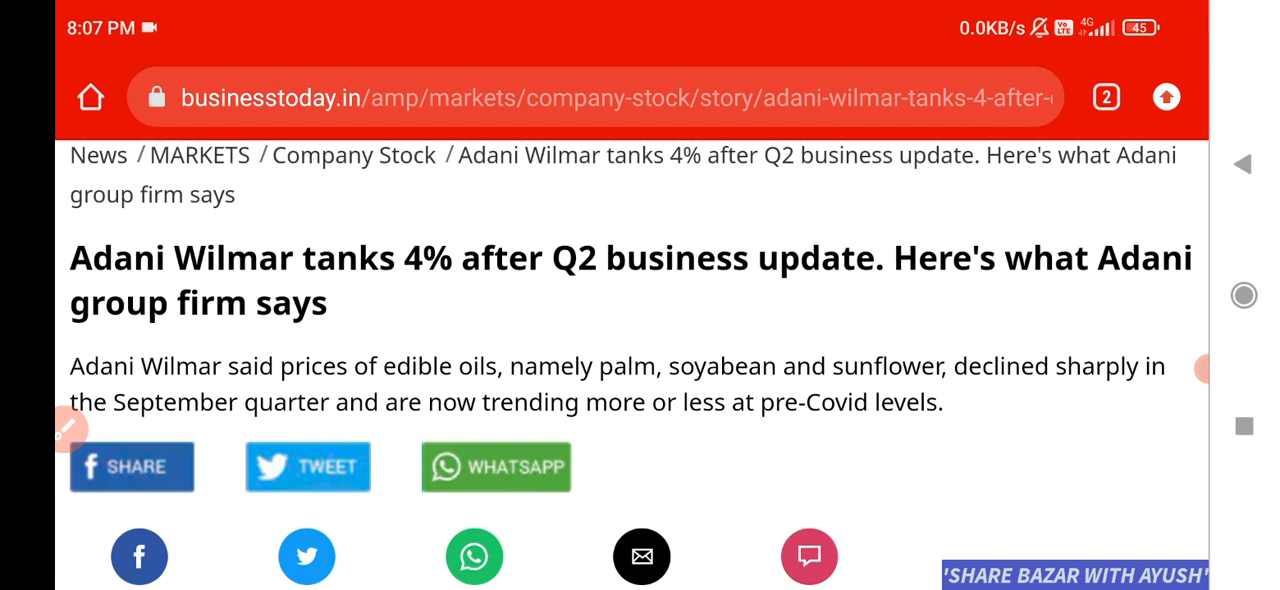 8:07 PM
0.0KB/s Vo LTE 4G 45
businesstoday.in/amp/markets/company-stock/story/adani-wilmar-tanks-4-after-
2
News / MARKETS / Company Stock / Adani Wilmar tanks 4% after Q2 business update. Here's what Adani
group firm says
Adani Wilmar tanks 4% after Q2 business update. Here's what Adani
group firm says
Adani Wilmar said prices of edible oils, namely palm, soyabean and sunflower, declined sharply in
the September quarter and are now trending more or less at pre-Covid levels.
f SHARE TWEET WHATSAPP
f
'SHARE BAZAR WITH AYUSH'